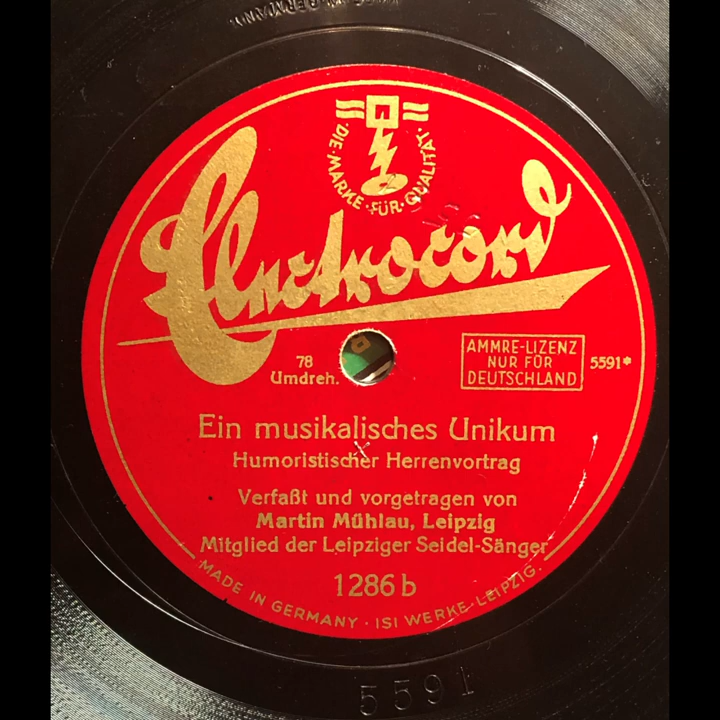 ·DIE·MARKE·FÜR·QUALITÄT·
Electrocord
78
Umdreh.
AMMRE-LIZENZ
NUR FÜR
DEUTSCHLAND
5591*
Ein musikalisches Unikum
Humoristischer Herrenvortrag
Verfaßt und vorgetragen von
Martin Mühlau, Leipzig
Mitglied der Leipziger Seidel-Sänger
1286 b
MADE IN GERMANY · ISI WERKE · LEIPZIG.
5591